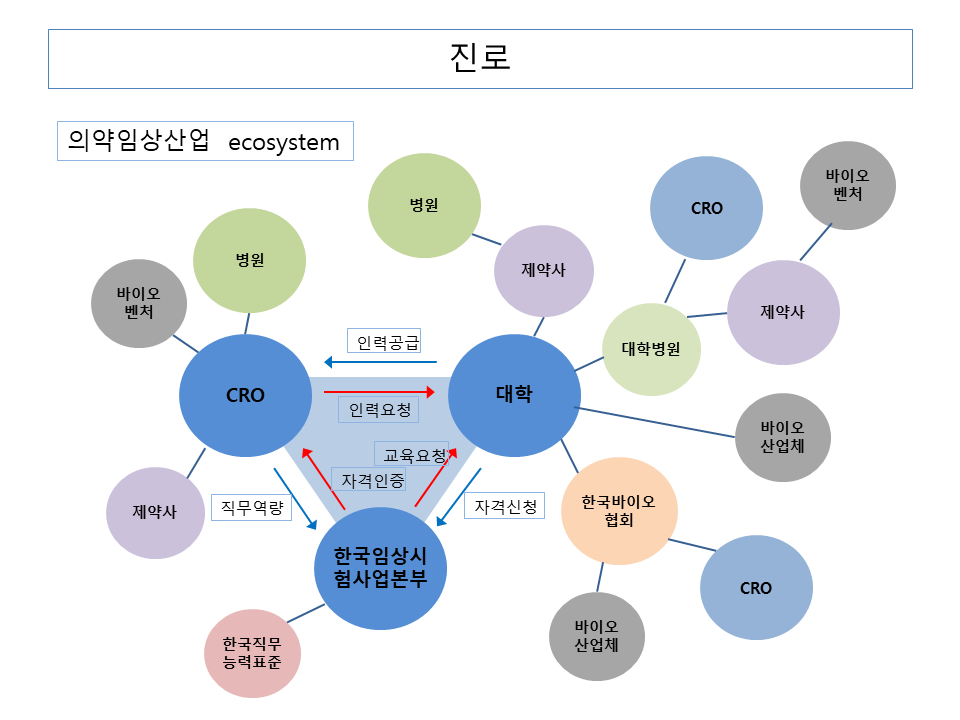 진로
의약임상산업 ecosystem
병원
CRO
바이오
벤처
병원
제약사
바이오
벤처
제약사
대학병원
인력공급
CRO
대학
인력요청
바이오
산업체
교육요청
자격인증
제약사
직무역량
자격신청
한국바이오
협회
한국임상시
험사업본부
CRO
바이오
산업체
한국직무
능력표준